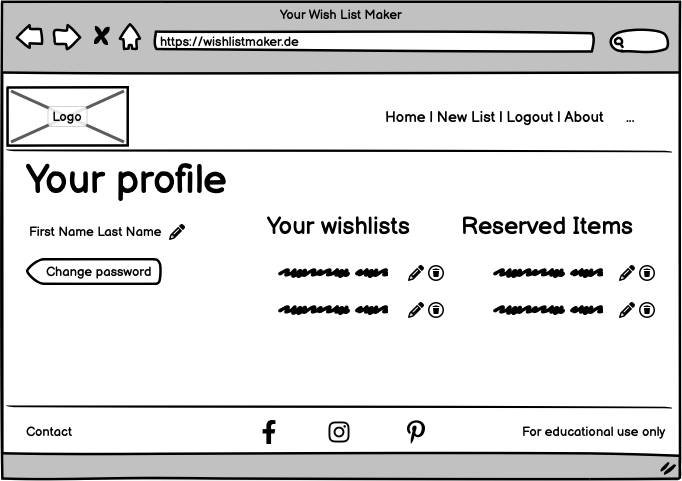 Your Wish List Maker
https://wishlistmaker.de
Logo
Home | New List | Logout | About ...
Your profile
First Name Last Name
Change password
Your wishlists
Reserved Items
Contact
For educational use only